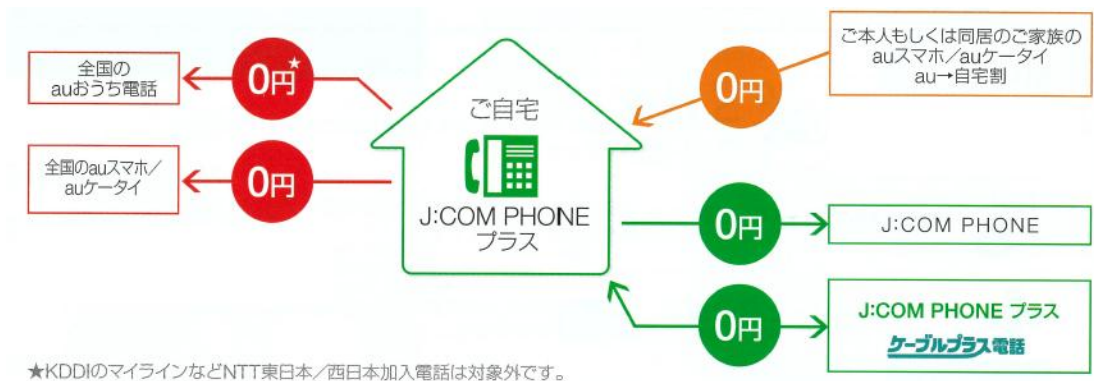 全国の
auおうち電話
0円★
全国のauスマホ/
auケータイ
0円
ご自宅
J:COM PHONE
プラス
0円
ご本人もしくは同居のご家族の
auスマホ/auケータイ
au→自宅割
0円
J:COM PHONE
0円
J:COM PHONE プラス
ケーブルプラス電話
★KDDIのマイラインなどNTT東日本/西日本加入電話は対象外です。